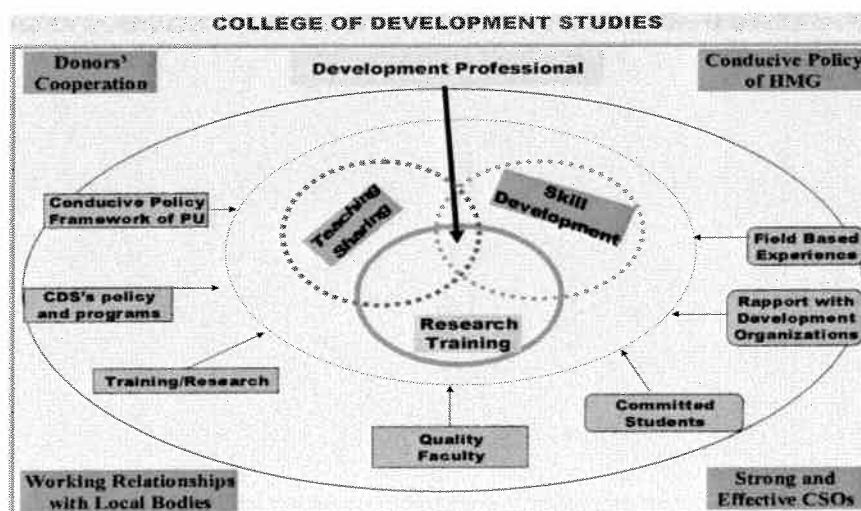 COLLEGE OF DEVELOPMENT STUDIES
Donors'
Cooperation
Development Professional
Conducive Policy
of HMG
Conducive Policy
Framework of PU
Teaching
Sharing
Skill
Development
Field Based
Experience
CDS's policy
and programs
Rapport with
Development
Organizations
Research
Training
Training/Research
Committed
Students
Quality
Faculty
Working Relationships
with Local Bodies
Strong and
Effective CSOs